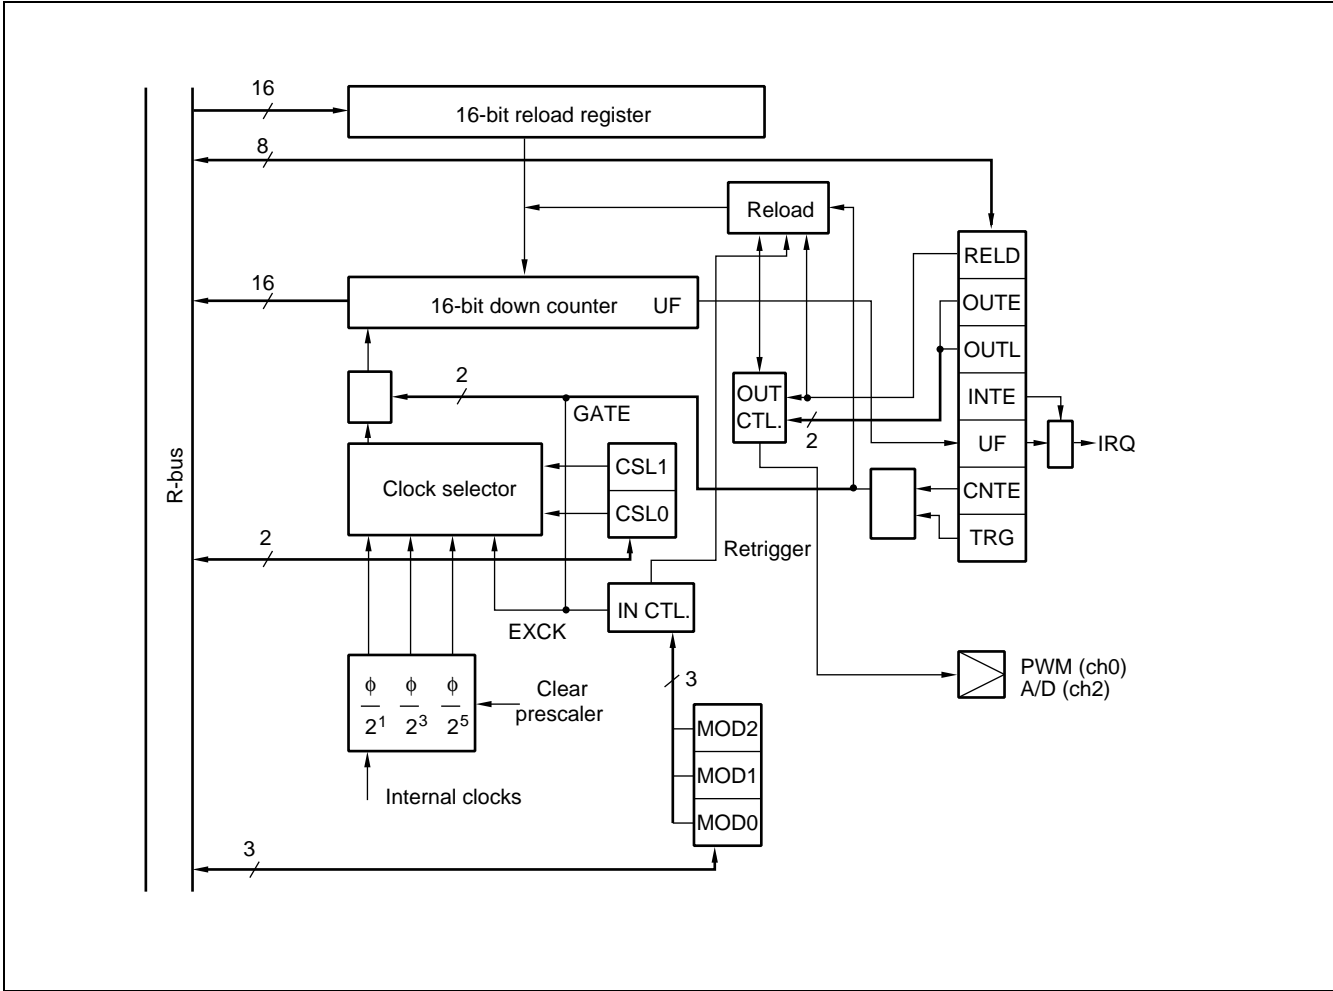 16
16-bit reload register
8
Reload
RELD
16
16-bit down counter UF
OUTE
OUTL
2
GATE
OUT
CTL.
2
INTE
UF
IRQ
R-bus
Clock selector
CSL1
CSL0
CNTE
TRG
2
Retrigger
EXCK
IN CTL.
3
φ φ φ
2¹ 2³ 2⁵
Clear
prescaler
PWM (ch0)
A/D (ch2)
MOD2
MOD1
MOD0
Internal clocks
3